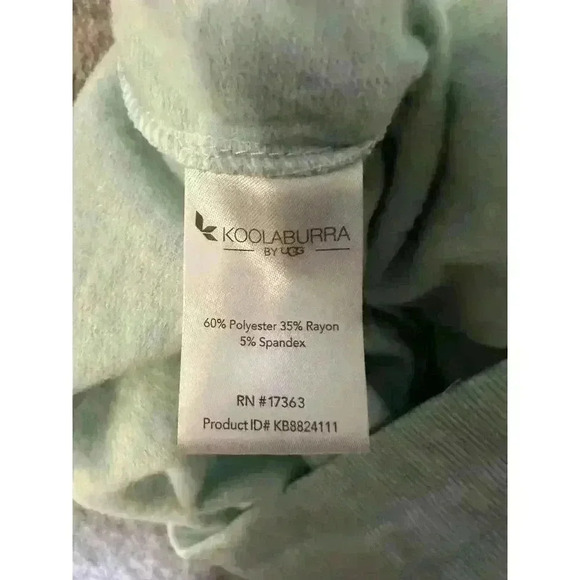 KOOLABURRA
BY UGG
60% Polyester 35% Rayon
5% Spandex
RN #17363
Product ID# KB8824111